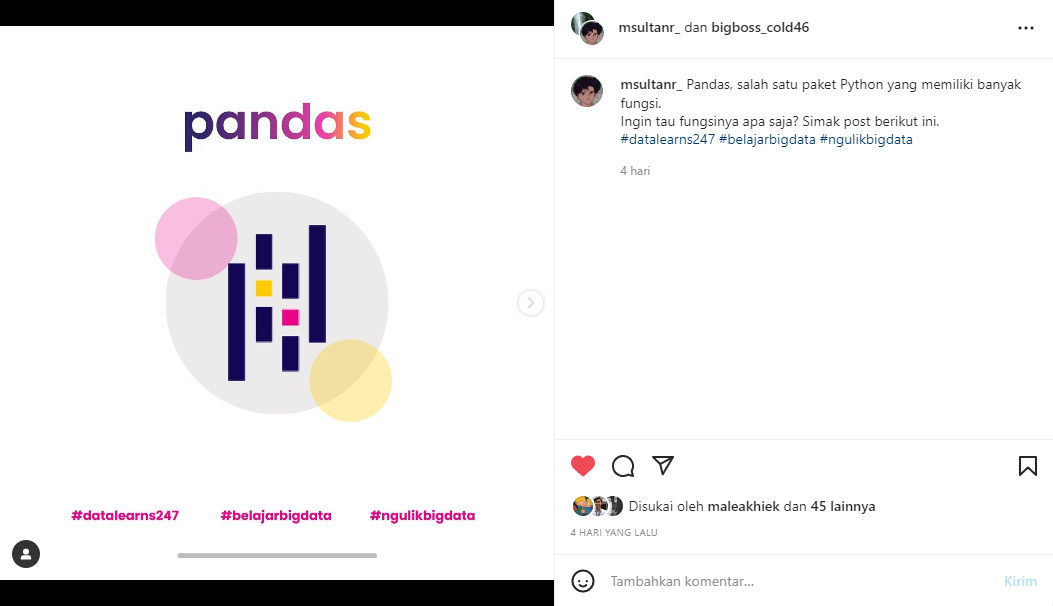 pandas
#datalearns247 #belajarbigdata #ngulikbigdata
msultanr_ dan bigboss_cold46
msultanr_ Pandas, salah satu paket Python yang memiliki banyak
fungsi.
Ingin tau fungsinya apa saja? Simak post berikut ini.
#datalearns247 #belajarbigdata #ngulikbigdata
4 hari
Disukai oleh maleakhiek dan 45 lainnya
4 HARI YANG LALU
Tambahkan komentar...
Kirim